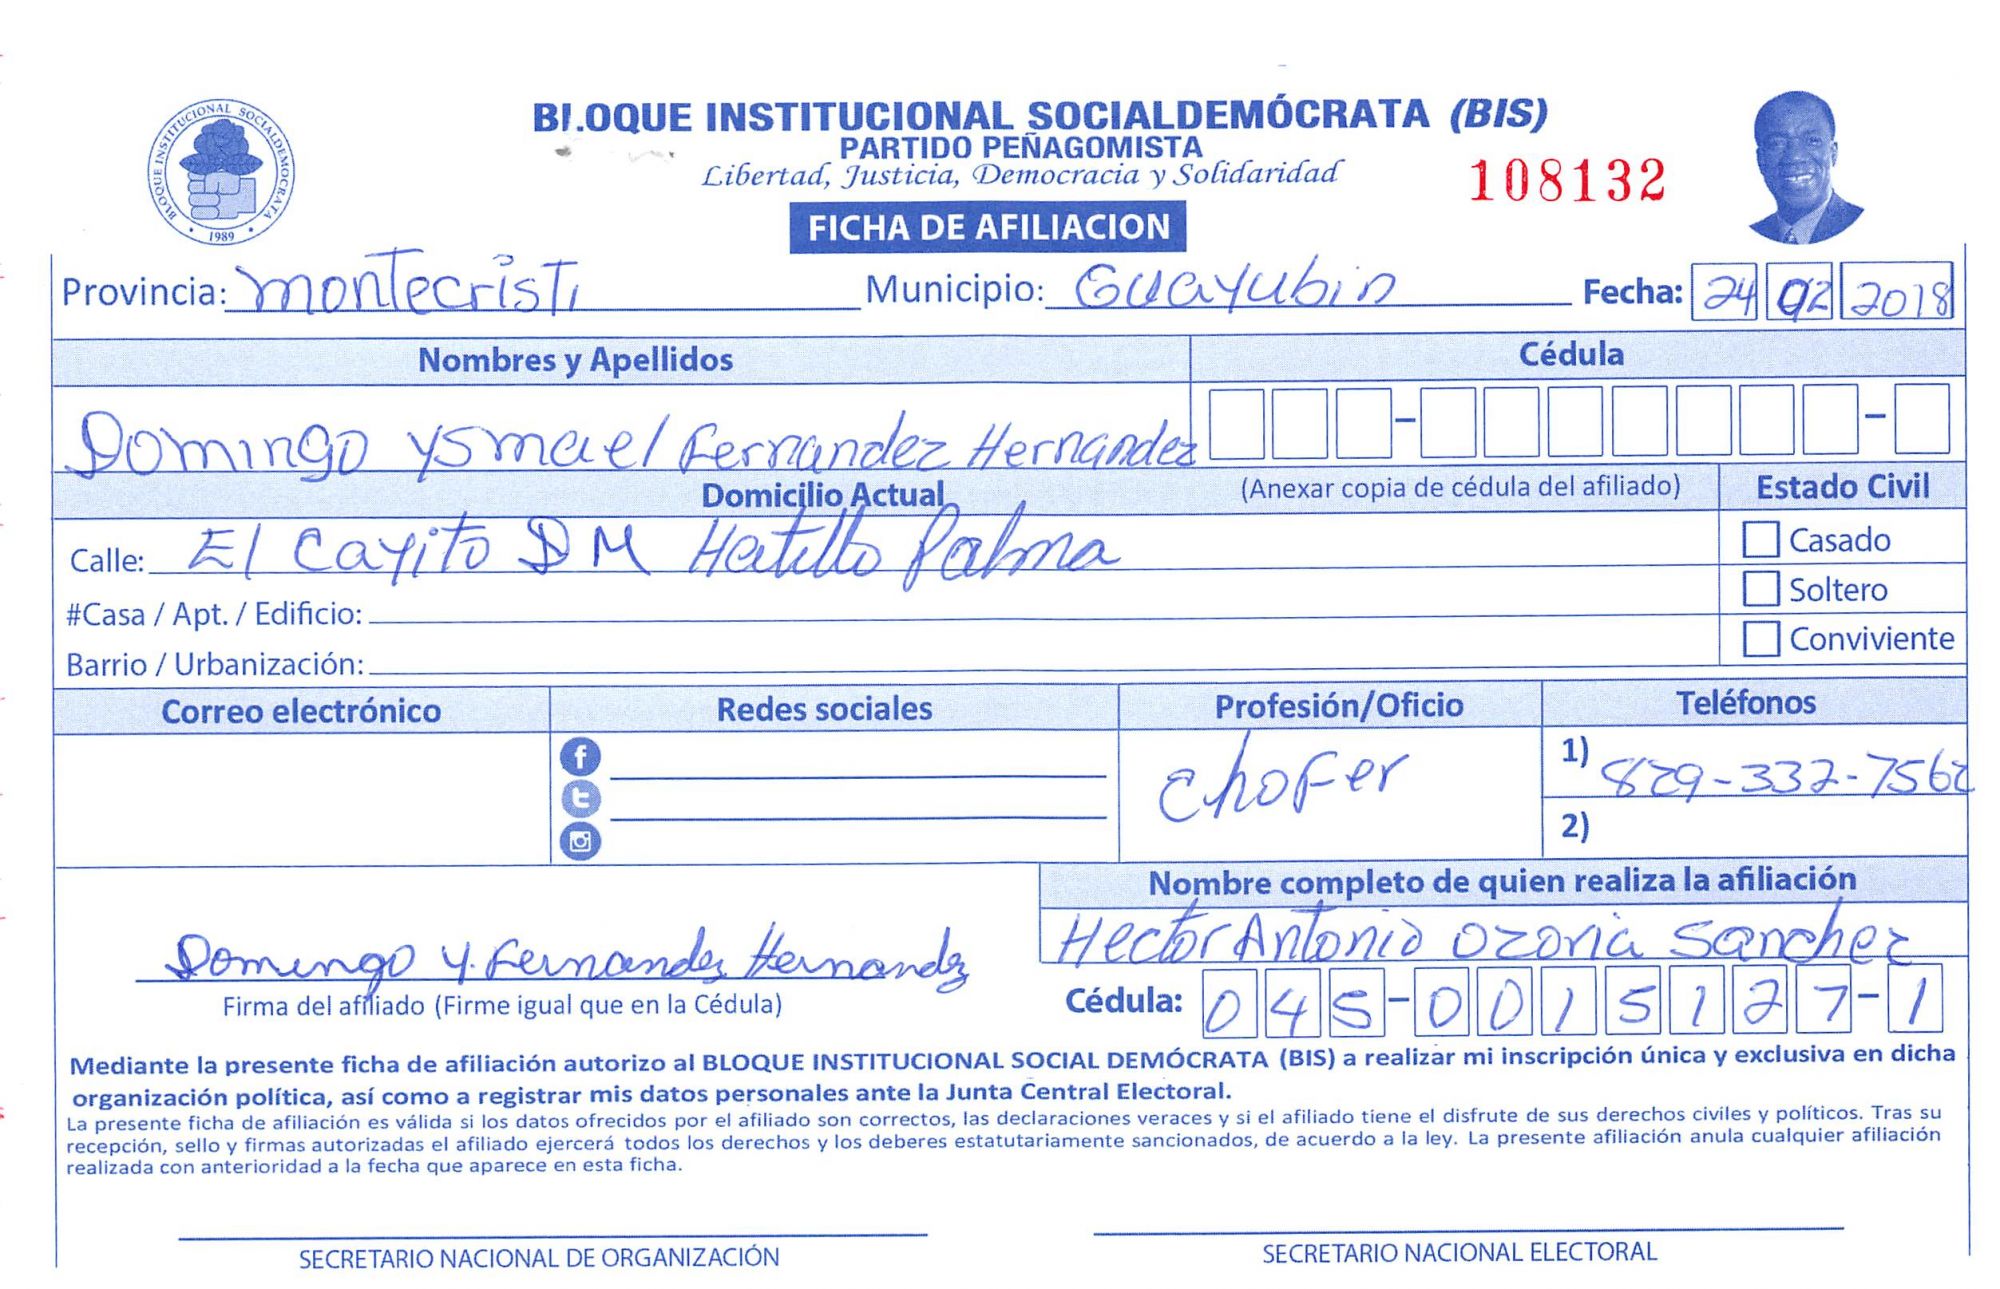 BLOQUE INSTITUCIONAL SOCIALDEMOCRATA
1989
BLOQUE INSTITUCIONAL SOCIALDEMÓCRATA (BIS)
PARTIDO PEÑAGOMISTA
Libertad, Justicia, Democracia y Solidaridad
108132
FICHA DE AFILIACION
Provincia: Montecristi Municipio: Guayubin Fecha: 24 02 2018
Nombres y Apellidos Cédula
Domingo Ysmael Fernandez Hernandez - -
Domicilio Actual (Anexar copia de cédula del afiliado) Estado Civil
Calle: El Cayito DM Hatillo Palma Casado
#Casa / Apt. / Edificio: Soltero
Barrio / Urbanización: Conviviente
Correo electrónico Redes sociales Profesión/Oficio Teléfonos
Chofer 1) 829-332-7562
2)
Nombre completo de quien realiza la afiliación
Hector Antonio Ozoria Sanchez
Domingo Y. Fernandez Hernandez
Firma del afiliado (Firme igual que en la Cédula) Cédula: 045-0015127-1
Mediante la presente ficha de afiliación autorizo al BLOQUE INSTITUCIONAL SOCIAL DEMÓCRATA (BIS) a realizar mi inscripción única y exclusiva en dicha
organización política, así como a registrar mis datos personales ante la Junta Central Electoral.
La presente ficha de afiliación es válida si los datos ofrecidos por el afiliado son correctos, las declaraciones veraces y si el afiliado tiene el disfrute de sus derechos civiles y políticos. Tras su
recepción, sello y firmas autorizadas el afiliado ejercerá todos los derechos y los deberes estatutariamente sancionados, de acuerdo a la ley. La presente afiliación anula cualquier afiliación
realizada con anterioridad a la fecha que aparece en esta ficha.
SECRETARIO NACIONAL DE ORGANIZACIÓN SECRETARIO NACIONAL ELECTORAL